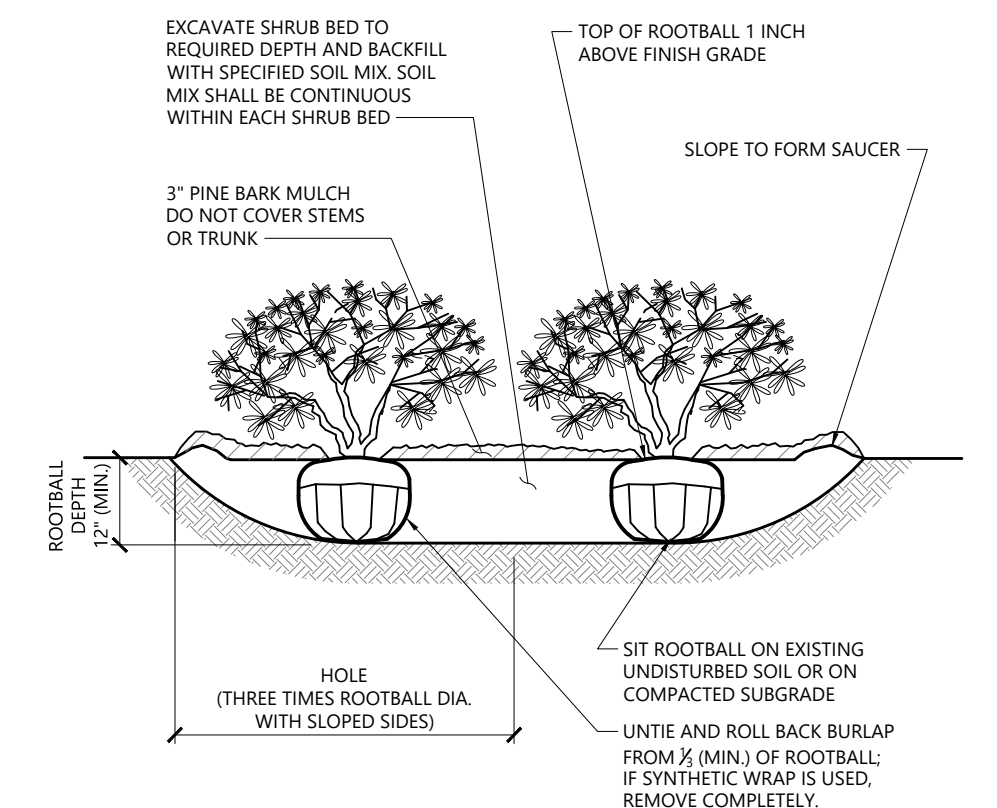 EXCAVATE SHRUB BED TO
REQUIRED DEPTH AND BACKFILL
WITH SPECIFIED SOIL MIX. SOIL
MIX SHALL BE CONTINUOUS
WITHIN EACH SHRUB BED
TOP OF ROOTBALL 1 INCH
ABOVE FINISH GRADE
SLOPE TO FORM SAUCER
3" PINE BARK MULCH
DO NOT COVER STEMS
OR TRUNK
ROOTBALL
DEPTH
12" (MIN.)
HOLE
(THREE TIMES ROOTBALL DIA.
WITH SLOPED SIDES)
SIT ROOTBALL ON EXISTING
UNDISTURBED SOIL OR ON
COMPACTED SUBGRADE
UNTIE AND ROLL BACK BURLAP
FROM 1/3 (MIN.) OF ROOTBALL;
IF SYNTHETIC WRAP IS USED,
REMOVE COMPLETELY.